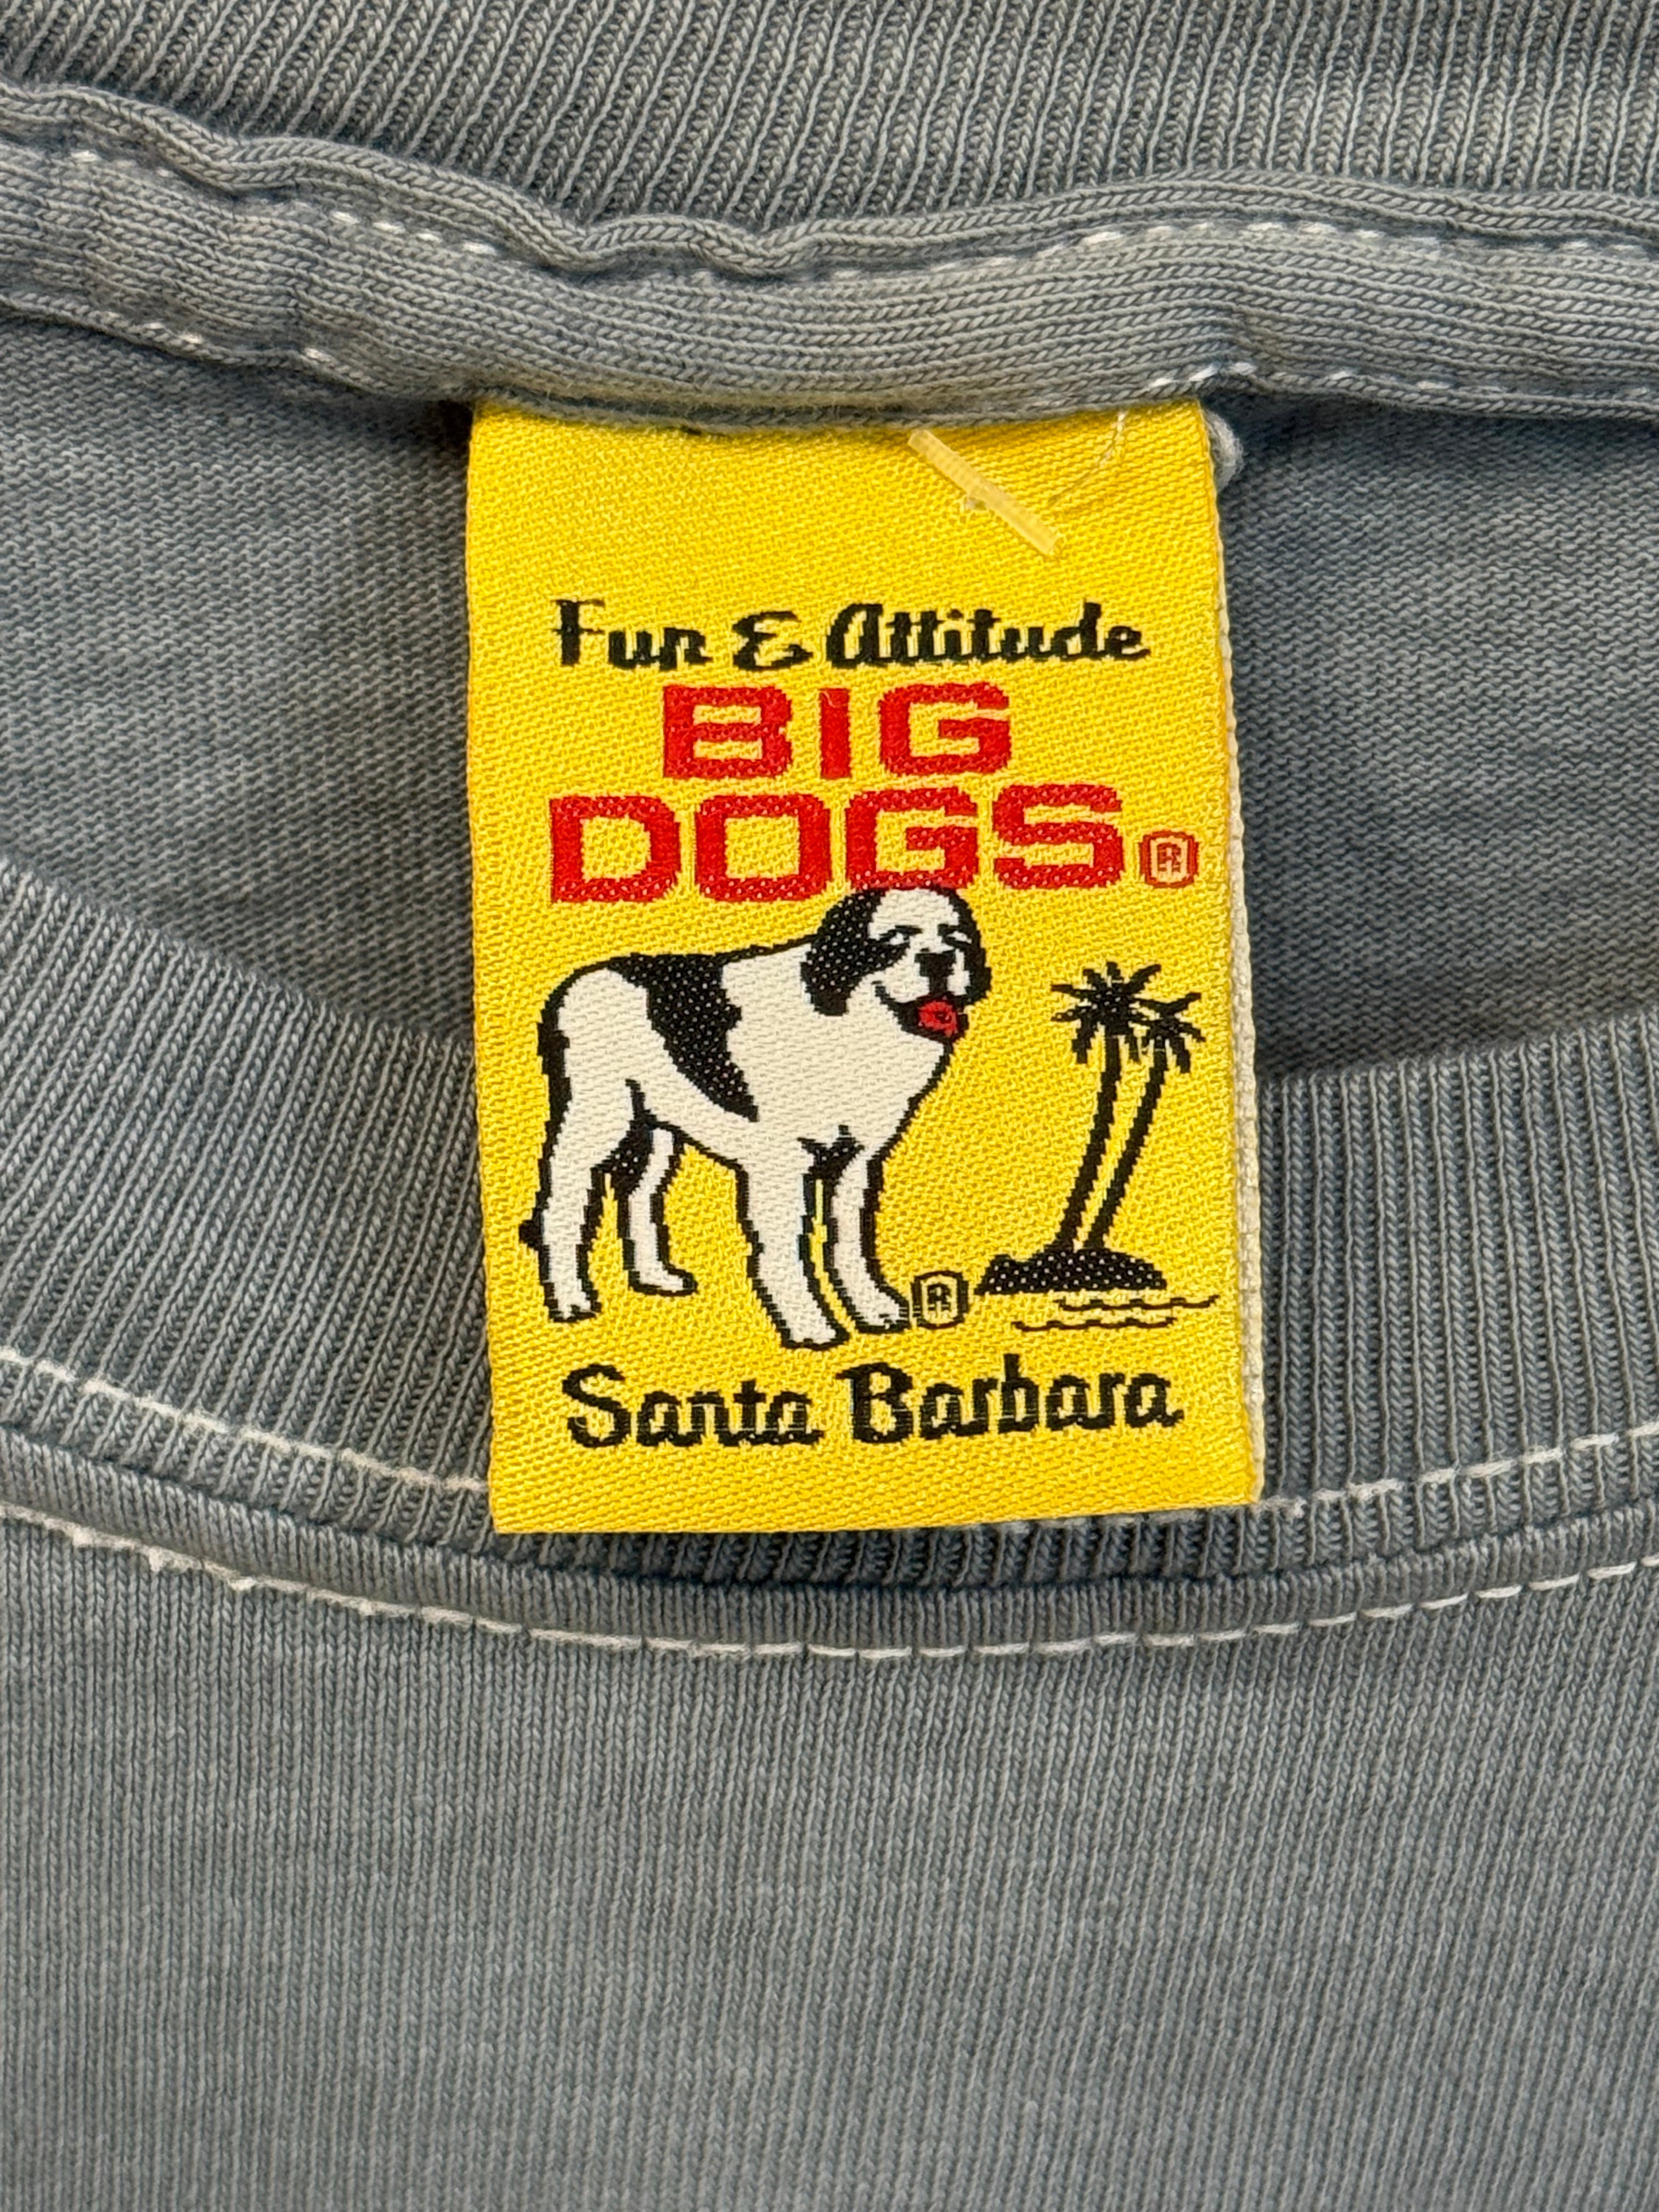 Fun & Attitude
BIG
DOGS®
®
Santa Barbara